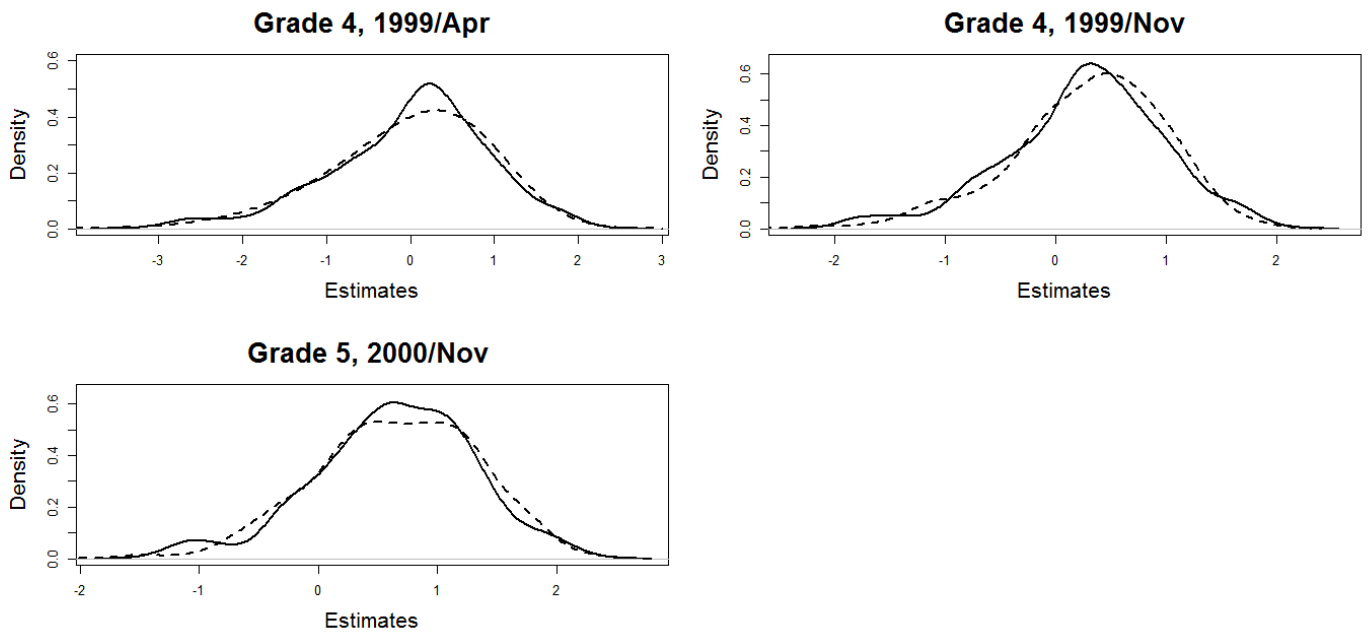 Grade 4, 1999/Apr
Density
0.0 0.2 0.4 0.6
-3 -2 -1 0 1 2 3
Estimates
Grade 4, 1999/Nov
Density
0.0 0.2 0.4 0.6
-2 -1 0 1 2
Estimates
Grade 5, 2000/Nov
Density
0.0 0.2 0.4 0.6
-2 -1 0 1 2
Estimates